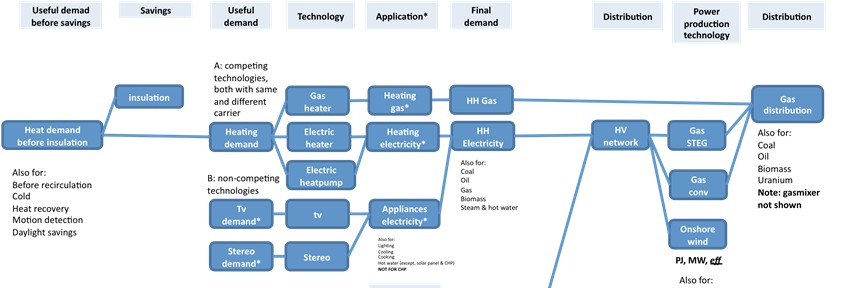 Useful demad
before savings
Savings
Useful
demand
Technology
Application*
Final
demand
Distribution
Power
production
technology
Distribution
A: competing
technologies,
both with same
and different
carrier
insulation
Gas
heater
Heating
gas*
HH Gas
Gas
distribution
Heat demand
before insulation
Heating
demand
Electric
heater
Heating
electricity*
HH
Electricity
HV
network
Gas
STEG
Also for:
Coal
Oil
Biomass
Uranium
Note: gasmixer
not shown
Electric
heatpump
Also for:
Coal
Oil
Gas
Biomass
Steam & hot water
Gas
conv
Also for:
Before recirculation
Cold
Heat recovery
Motion detection
Daylight savings
B: non-competing
technologies
Tv
demand*
tv
Appliances
electricity*
Onshore
wind
Stereo
demand*
Stereo
Also for:
Lighting
Cooling
Cooking
Hot water (except, solar panel & CHP)
NOT FOR CHP
PJ, MW, eff
Also for: